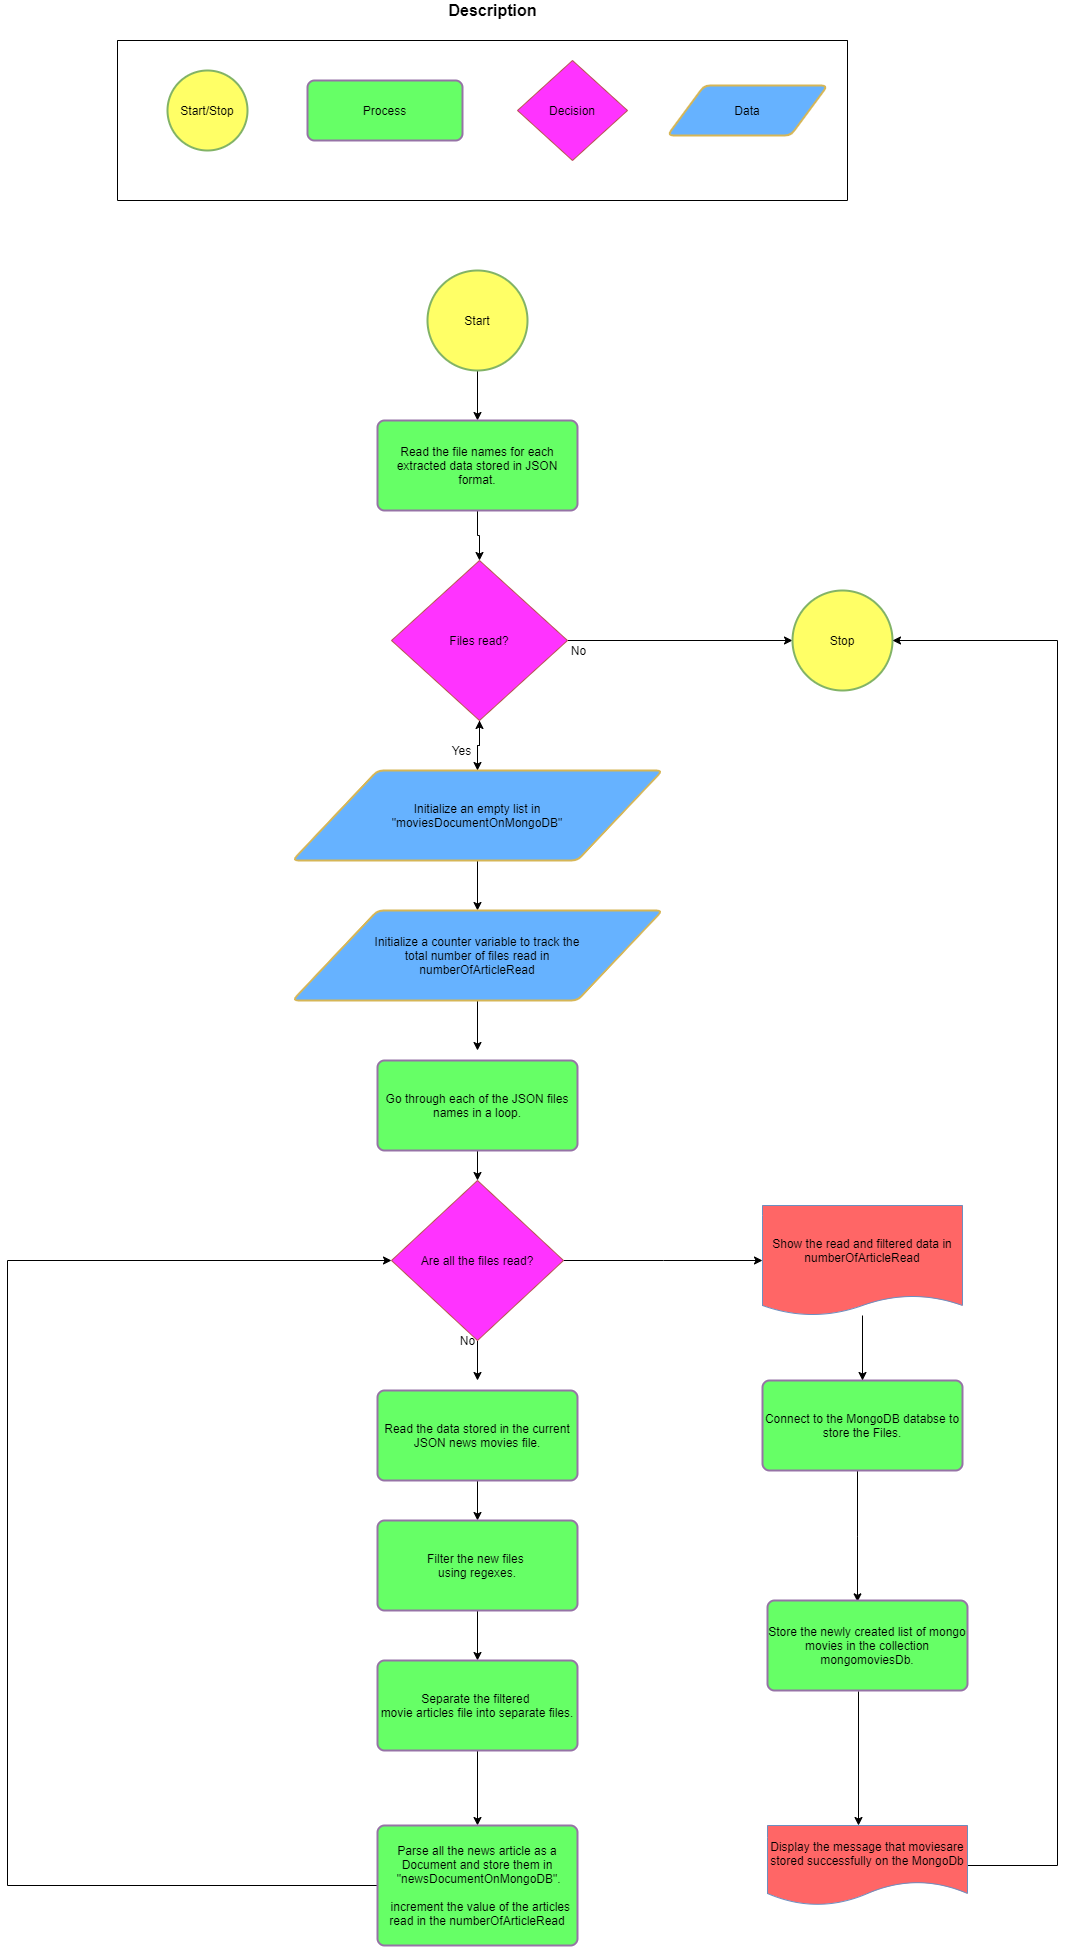 Description
Start/Stop
Process
Decision
Data
Start
Read the file names for each
extracted data stored in JSON
format.
Files read?
No
Stop
Yes
Initialize an empty list in
"moviesDocumentOnMongoDB"
Initialize a counter variable to track the
total number of files read in
numberOfArticleRead
Go through each of the JSON files
names in a loop.
Are all the files read?
No
Show the read and filtered data in
numberOfArticleRead
Read the data stored in the current
JSON news movies file.
Connect to the MongoDB databse to
store the Files.
Filter the new files
using regexes.
Store the newly created list of mongo
movies in the collection
mongomoviesDb.
Separate the filtered
movie articles file into separate files.
Parse all the news article as a
Document and store them in
"newsDocumentOnMongoDB".
increment the value of the articles
read in the numberOfArticleRead
Display the message that moviesare
stored successfully on the MongoDb